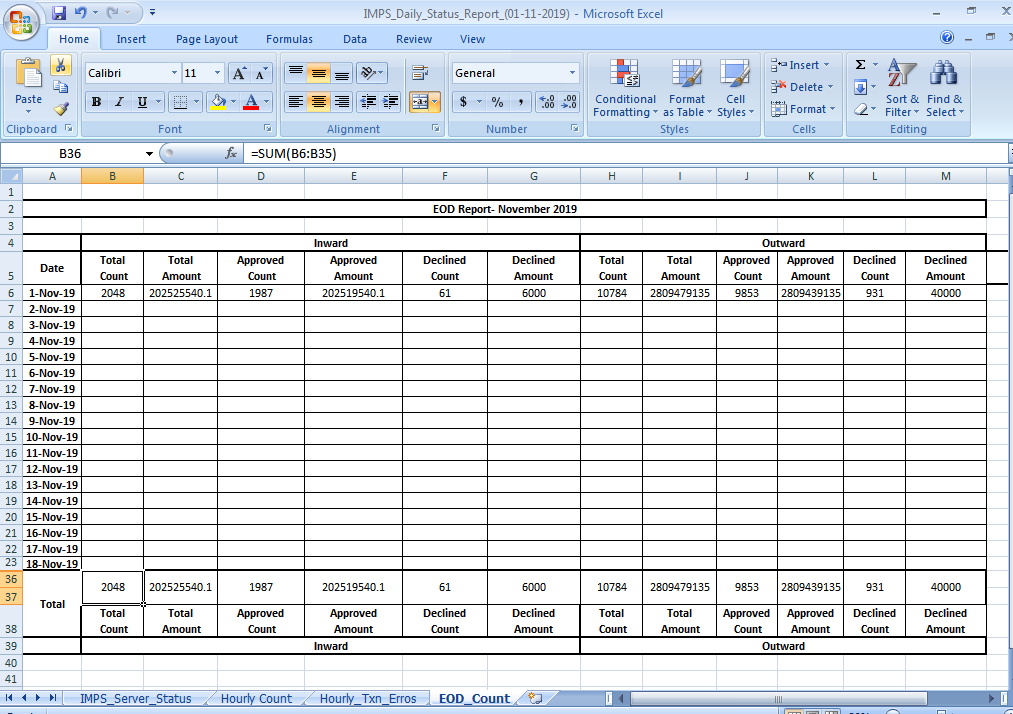 IMPS_Daily_Status_Report_(01-11-2019) - Microsoft Excel
Home Insert Page Layout Formulas Data Review View
Paste
Clipboard
Calibri 11
B I U
Font
Alignment
General
$ % ,
Number
Conditional Formatting
Format as Table
Cell Styles
Styles
Insert
Delete
Format
Cells
Σ
Sort & Filter
Find & Select
Editing
B36 fx =SUM(B6:B35)
A B C D E F G H I J K L M
1
2 EOD Report- November 2019
3
4 Inward Outward
5 Date Total Count Total Amount Approved Count Approved Amount Declined Count Declined Amount Total Count Total Amount Approved Count Approved Amount Declined Count Declined Amount
6 1-Nov-19 2048 202525540.1 1987 202519540.1 61 6000 10784 2809479135 9853 2809439135 931 40000
7 2-Nov-19
8 3-Nov-19
9 4-Nov-19
10 5-Nov-19
11 6-Nov-19
12 7-Nov-19
13 8-Nov-19
14 9-Nov-19
15 10-Nov-19
16 11-Nov-19
17 12-Nov-19
18 13-Nov-19
19 14-Nov-19
20 15-Nov-19
21 16-Nov-19
22 17-Nov-19
23 18-Nov-19
36 2048 202525540.1 1987 202519540.1 61 6000 10784 2809479135 9853 2809439135 931 40000
37 Total
38 Total Count Total Amount Approved Count Approved Amount Declined Count Declined Amount Total Count Total Amount Approved Count Approved Amount Declined Count Declined Amount
39 Inward Outward
40
41
IMPS_Server_Status Hourly Count Hourly_Txn_Erros EOD_Count